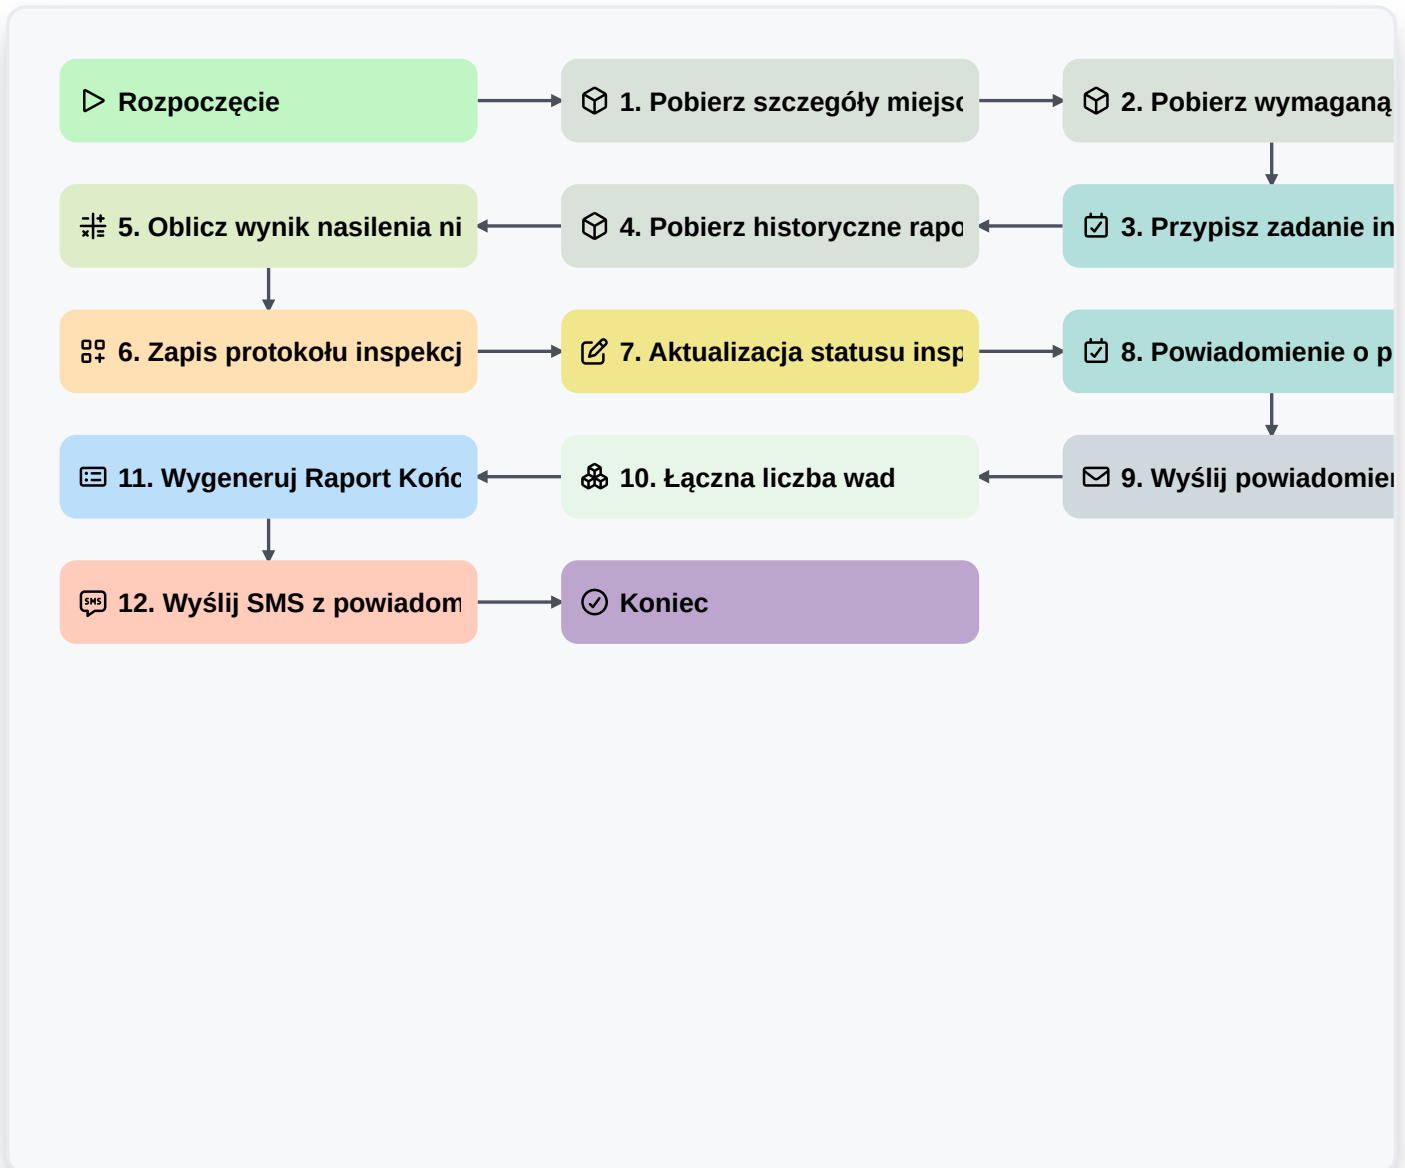 Rozpoczęcie
1. Pobierz szczegóły miejsc
2. Pobierz wymaganą
5. Oblicz wynik nasilenia ni
4. Pobierz historyczne rapo
3. Przypisz zadanie in
6. Zapis protokołu inspekcj
7. Aktualizacja statusu insp
8. Powiadomienie o p
11. Wygeneruj Raport Końc
10. Łączna liczba wad
9. Wyślij powiadomien
12. Wyślij SMS z powiadom
Koniec